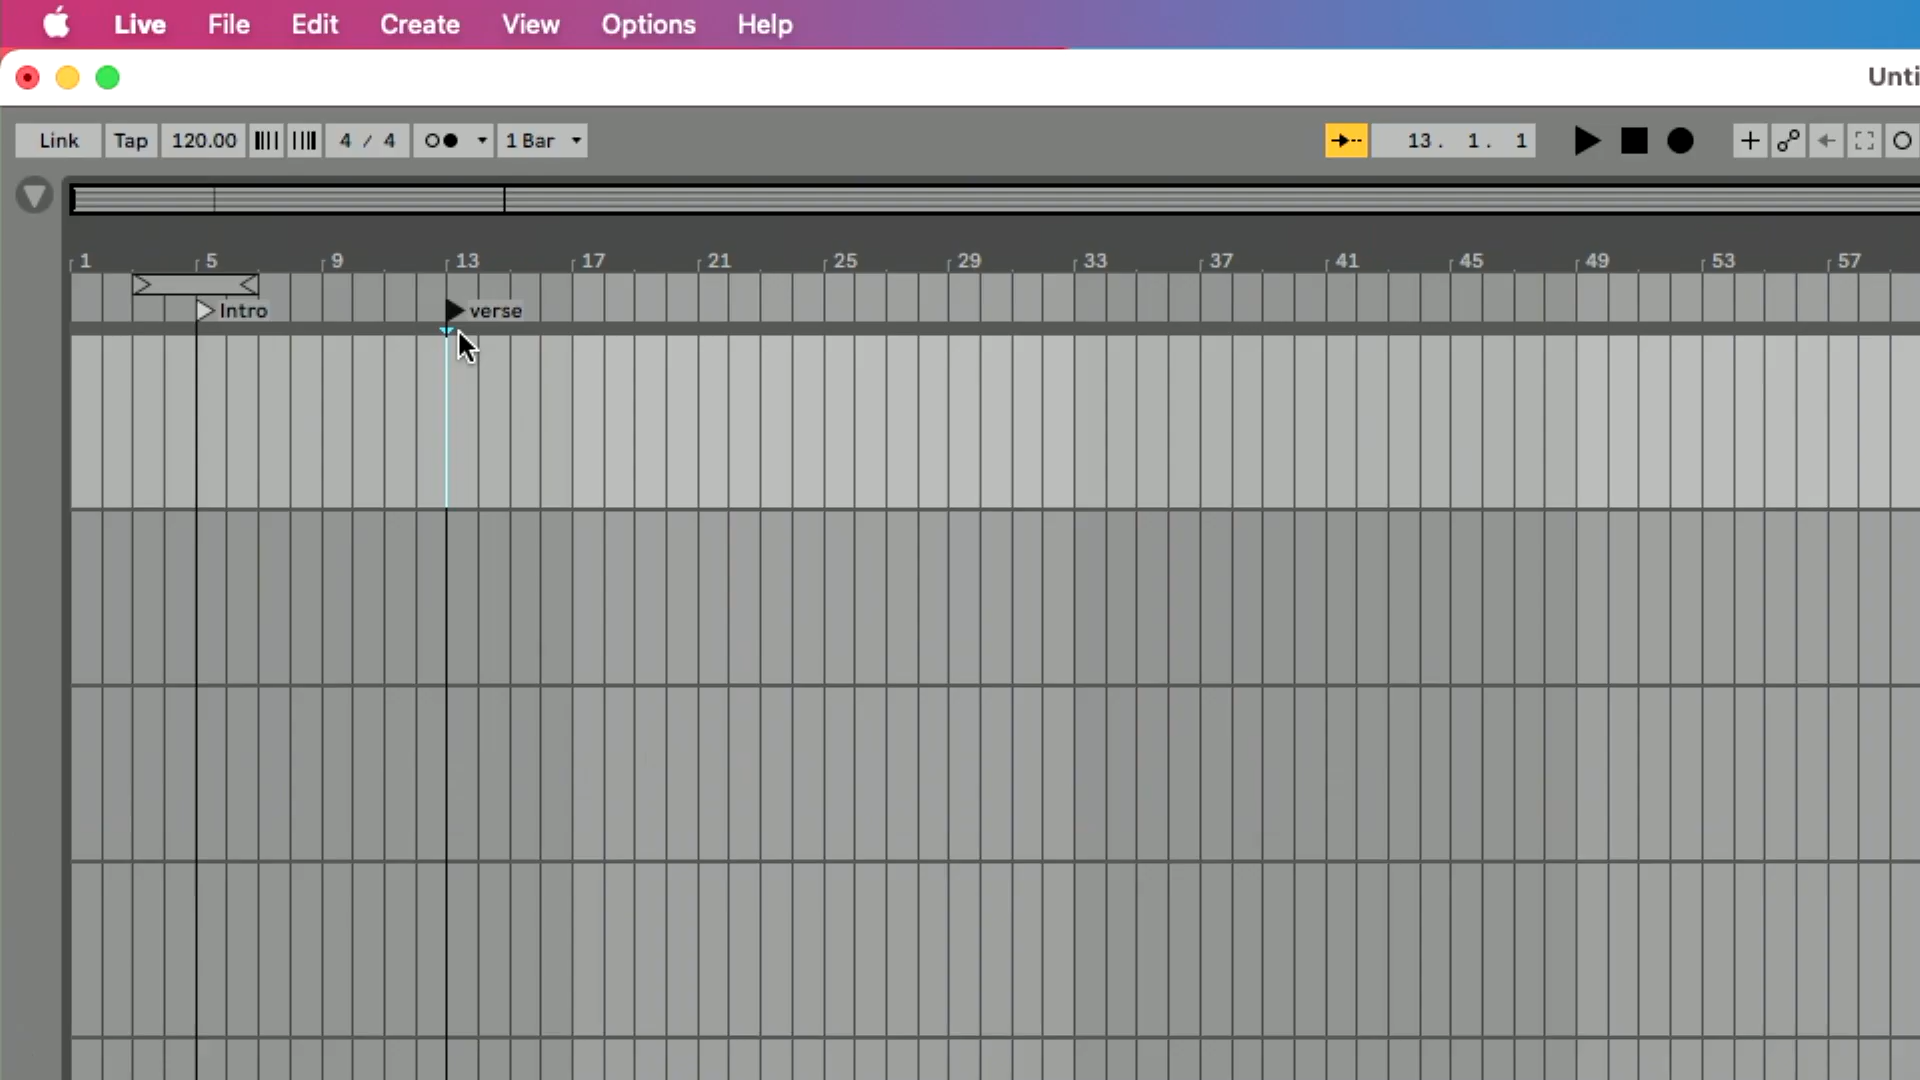 Live File Edit Create View Options Help
Unti
Link Tap 120.00 4 / 4 1 Bar 13. 1. 1
1 5 9 13 17 21 25 29 33 37 41 45 49 53 57
Intro verse